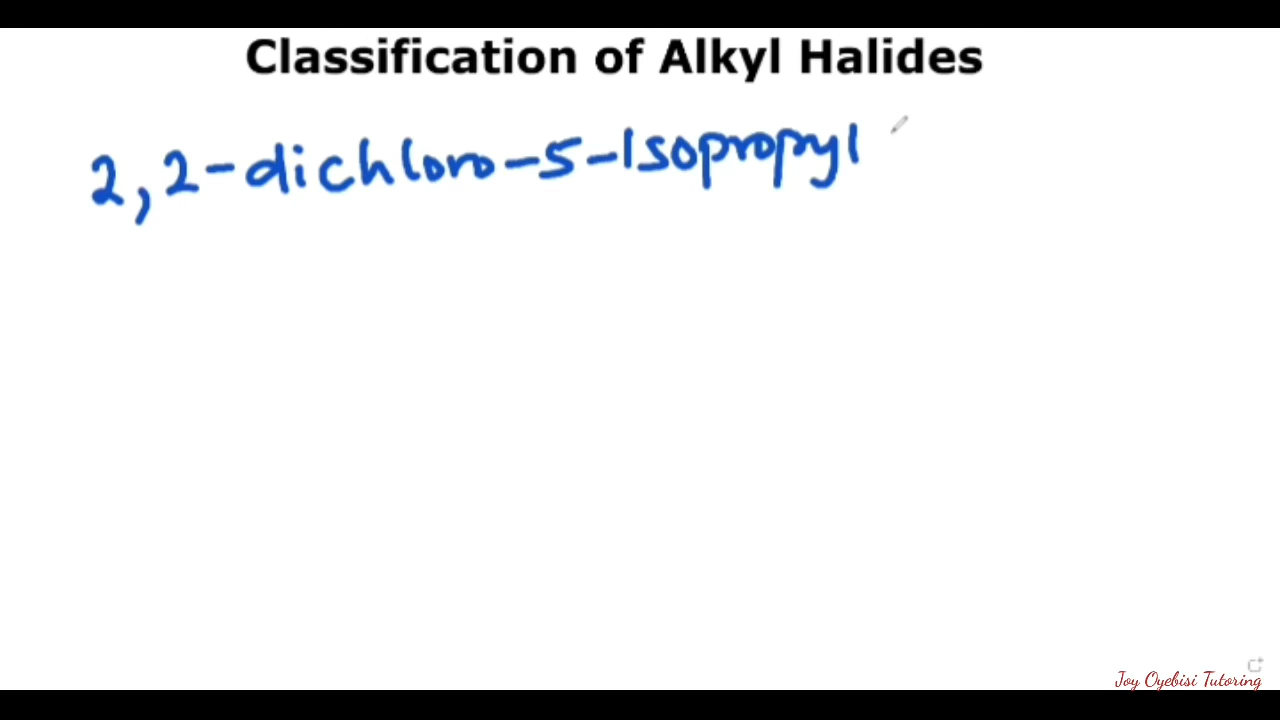 Classification of Alkyl Halides
2,2-dichloro-5-Isopropyl
Joy Oyebisi Tutoring